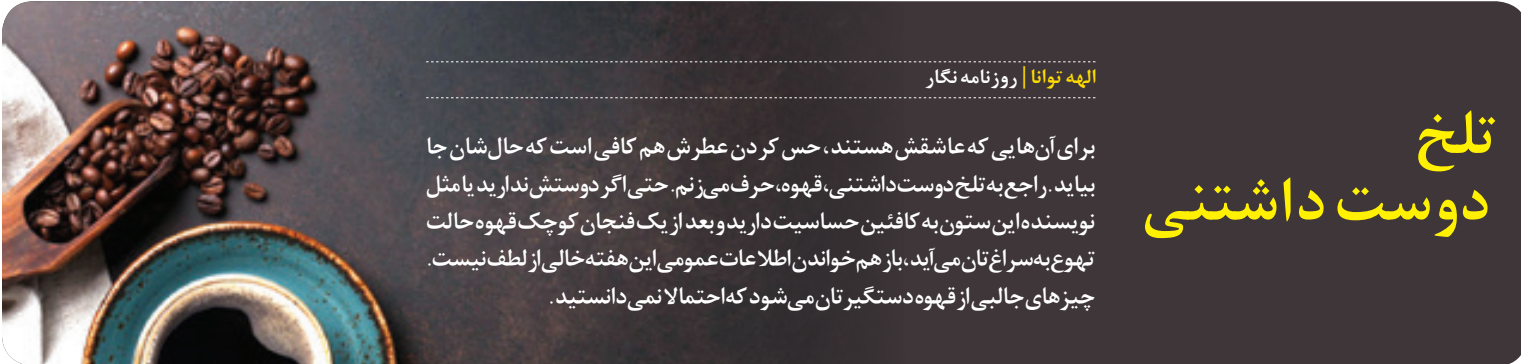 تلخ
دوست داشتنی
الهه توانا | روزنامه نگار
برای آن‌هایی که عاشقش هستند، حس کردن عطرش هم کافی است که حال‌شان جا
بیاید. راجع به تلخ دوست‌داشتنی، قهوه، حرف می‌زنم. حتی اگر دوستش ندارید یا مثل
نویسنده این ستون به کافئین حساسیت دارید و بعد از یک فنجان کوچک قهوه حالت
تهوع به سراغ‌تان می‌آید، باز هم خواندن اطلاعات عمومی این هفته خالی از لطف نیست.
چیزهای جالبی از قهوه دستگیرتان می‌شود که احتمالا نمی‌دانستید.